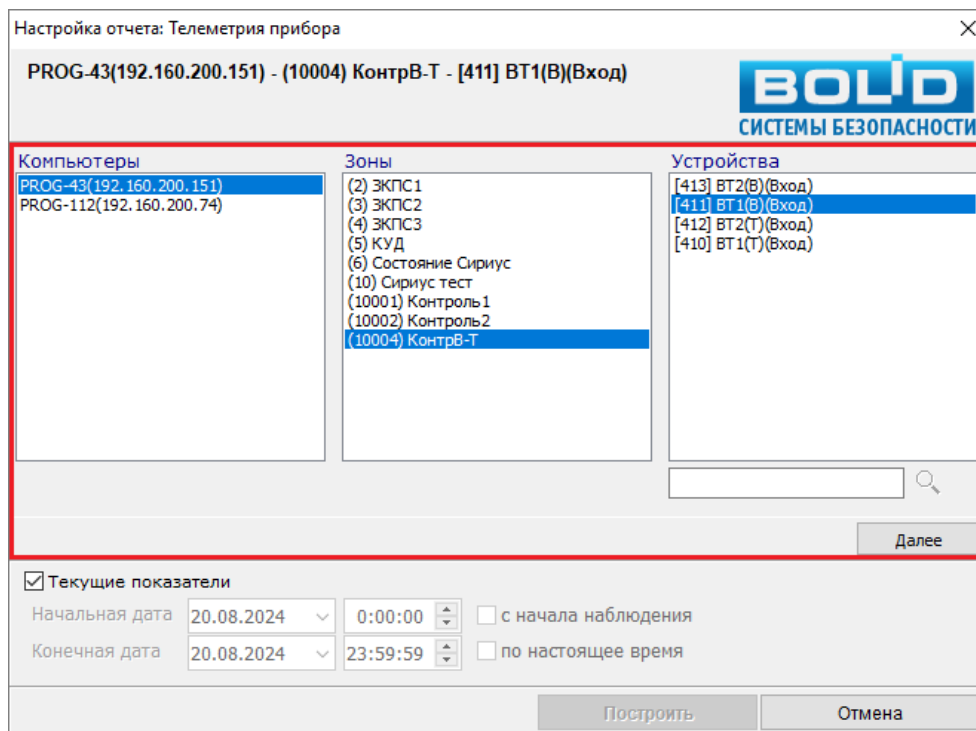 Настройка отчета: Телеметрия прибора
PROG-43(192.160.200.151) - (10004) КонтрВ-Т - [411] ВТ1(В)(Вход)
BOLID
СИСТЕМЫ БЕЗОПАСНОСТИ
Компьютеры
PROG-43(192.160.200.151)
PROG-112(192.160.200.74)
Зоны
(2) ЗКПС1
(3) ЗКПС2
(4) ЗКПС3
(5) КУД
(6) Состояние Сириус
(10) Сириус тест
(10001) Контроль1
(10002) Контроль2
(10004) КонтрВ-Т
Устройства
[413] ВТ2(В)(Вход)
[411] ВТ1(В)(Вход)
[412] ВТ2(Т)(Вход)
[410] ВТ1(Т)(Вход)
Далее
Текущие показатели
Начальная дата 20.08.2024 0:00:00 с начала наблюдения
Конечная дата 20.08.2024 23:59:59 по настоящее время
Построить Отмена